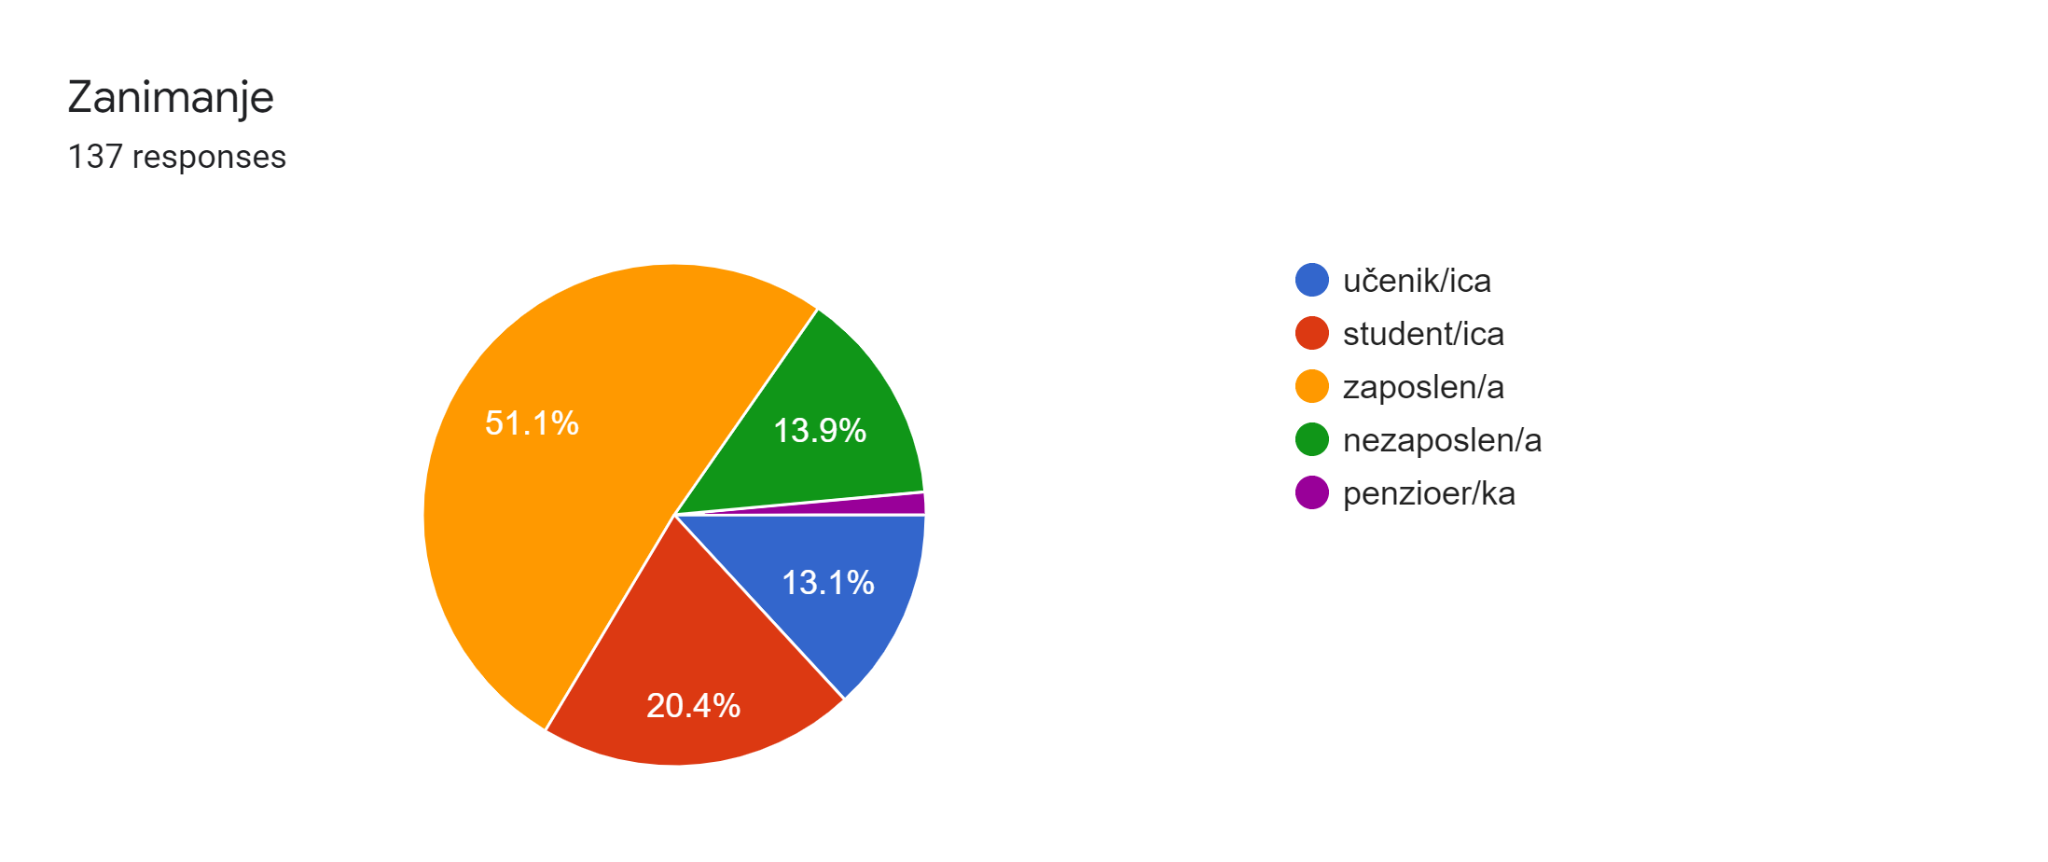 Zanimanje
137 responses
51.1%
13.9%
13.1%
20.4%
učenik/ica
student/ica
zaposlen/a
nezaposlen/a
penzioer/ka